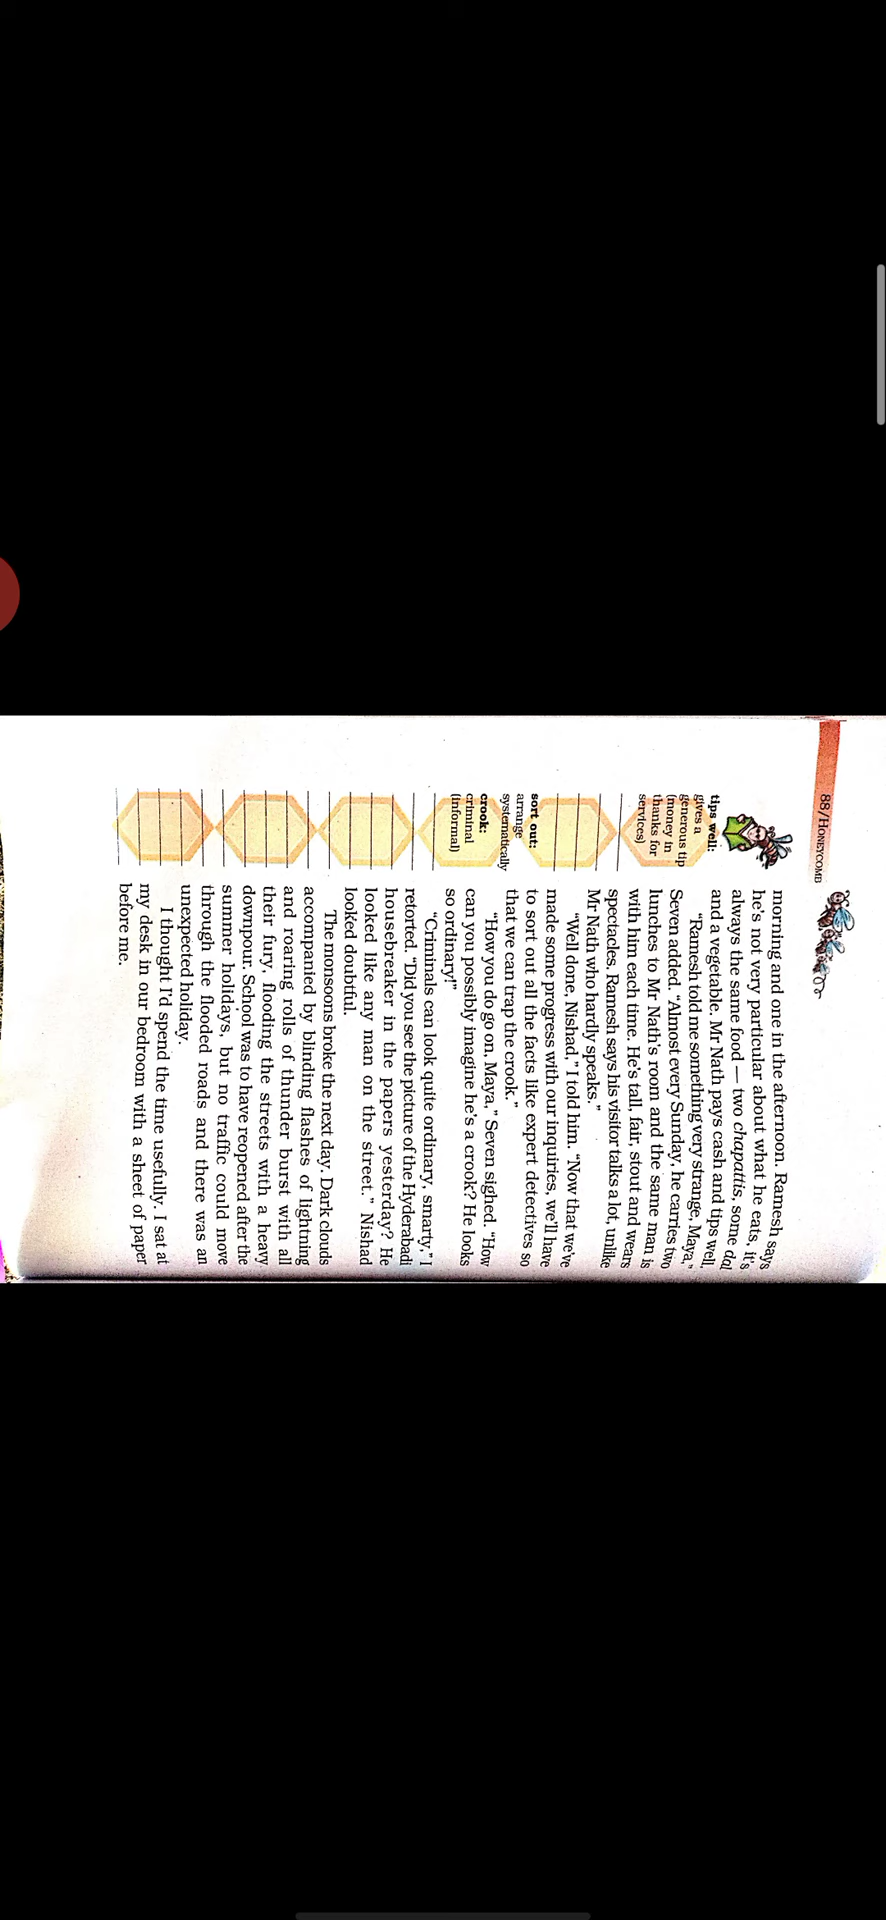 88/HONEYCOMB
morning and one in the afternoon. Ramesh says
he's not very particular about what he eats, it's
always the same food — two chapattis, some dal
and a vegetable. Mr Nath pays cash and tips well.
"Ramesh told me something very strange, Maya,"
Seven added. "Almost every Sunday, he carries two
lunches to Mr Nath's room and the same man is
with him each time. He's tall, fair, stout and wears
spectacles. Ramesh says his visitor talks a lot, unlike
Mr Nath who hardly speaks."
"Well done, Nishad," I told him. "Now that we've
made some progress with our inquiries, we'll have
to sort out all the facts like expert detectives so
that we can trap the crook."
"How you do go on, Maya," Seven sighed. "How
can you possibly imagine he's a crook? He looks
so ordinary!"
"Criminals can look quite ordinary, smarty," I
retorted. "Did you see the picture of the Hyderabadi
housebreaker in the papers yesterday? He
looked like any man on the street." Nishad
looked doubtful.
The monsoons broke the next day. Dark clouds
accompanied by blinding flashes of lightning
and roaring rolls of thunder burst with all
their fury, flooding the streets with a heavy
downpour. School was to have reopened after the
summer holidays, but no traffic could move
through the flooded roads and there was an
unexpected holiday.
I thought I'd spend the time usefully. I sat at
my desk in our bedroom with a sheet of paper
before me.
tips well:
gives a
generous tip
(money in
thanks for
services)
sort out:
arrange
systematically
crook:
criminal
(informal)